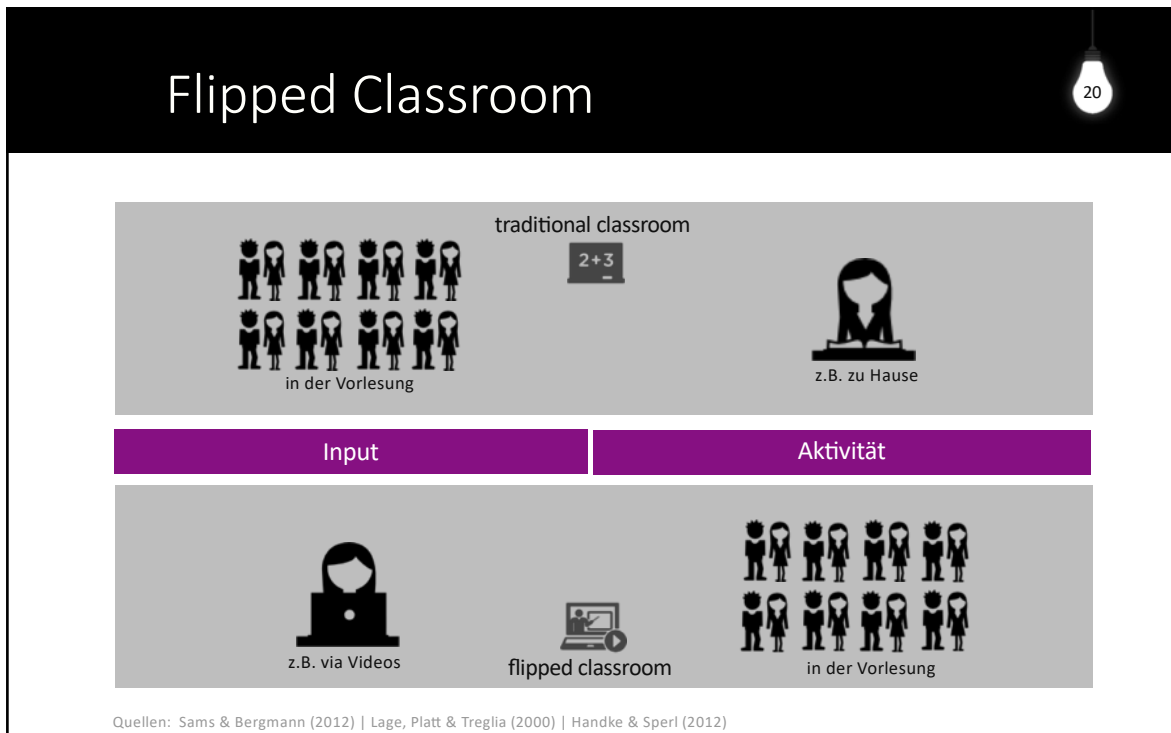 Flipped Classroom
20
traditional classroom
2+3
in der Vorlesung
z.B. zu Hause
Input
Aktivität
z.B. via Videos
flipped classroom
in der Vorlesung
Quellen: Sams & Bergmann (2012) | Lage, Platt & Treglia (2000) | Handke & Sperl (2012)